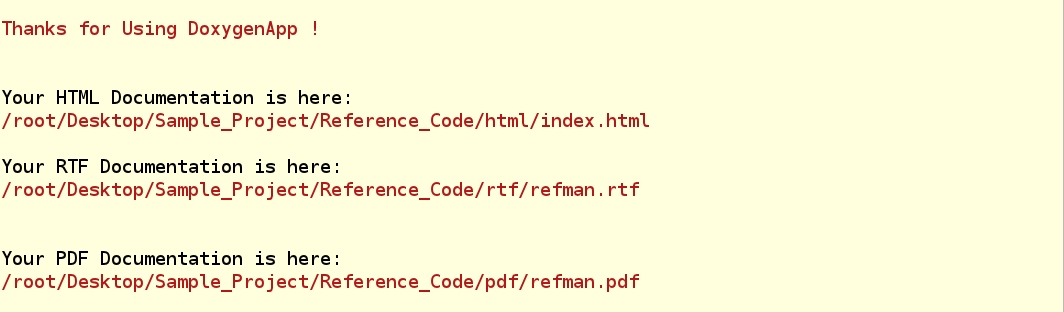 Thanks for Using DoxygenApp !
Your HTML Documentation is here:
/root/Desktop/Sample_Project/Reference_Code/html/index.html
Your RTF Documentation is here:
/root/Desktop/Sample_Project/Reference_Code/rtf/refman.rtf
Your PDF Documentation is here:
/root/Desktop/Sample_Project/Reference_Code/pdf/refman.pdf